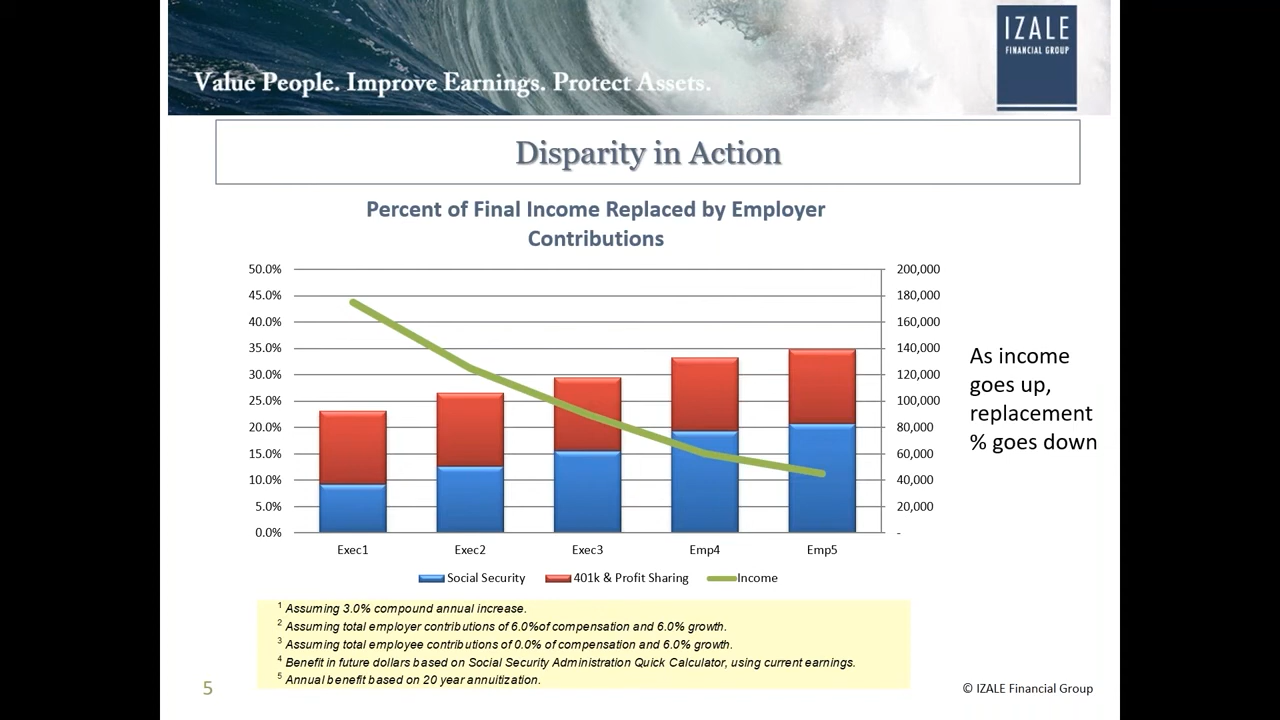 Value People. Improve Earnings. Protect Assets.
IZALE
FINANCIAL GROUP
Disparity in Action
Percent of Final Income Replaced by Employer
Contributions
50.0%
45.0%
40.0%
35.0%
30.0%
25.0%
20.0%
15.0%
10.0%
5.0%
0.0%
200,000
180,000
160,000
140,000
120,000
100,000
80,000
60,000
40,000
20,000
-
Exec1 Exec2 Exec3 Emp4 Emp5
Social Security 401k & Profit Sharing Income
As income
goes up,
replacement
% goes down
1 Assuming 3.0% compound annual increase.
2 Assuming total employer contributions of 6.0%of compensation and 6.0% growth.
3 Assuming total employee contributions of 0.0% of compensation and 6.0% growth.
4 Benefit in future dollars based on Social Security Administration Quick Calculator, using current earnings.
5 Annual benefit based on 20 year annuitization.
5
© IZALE Financial Group